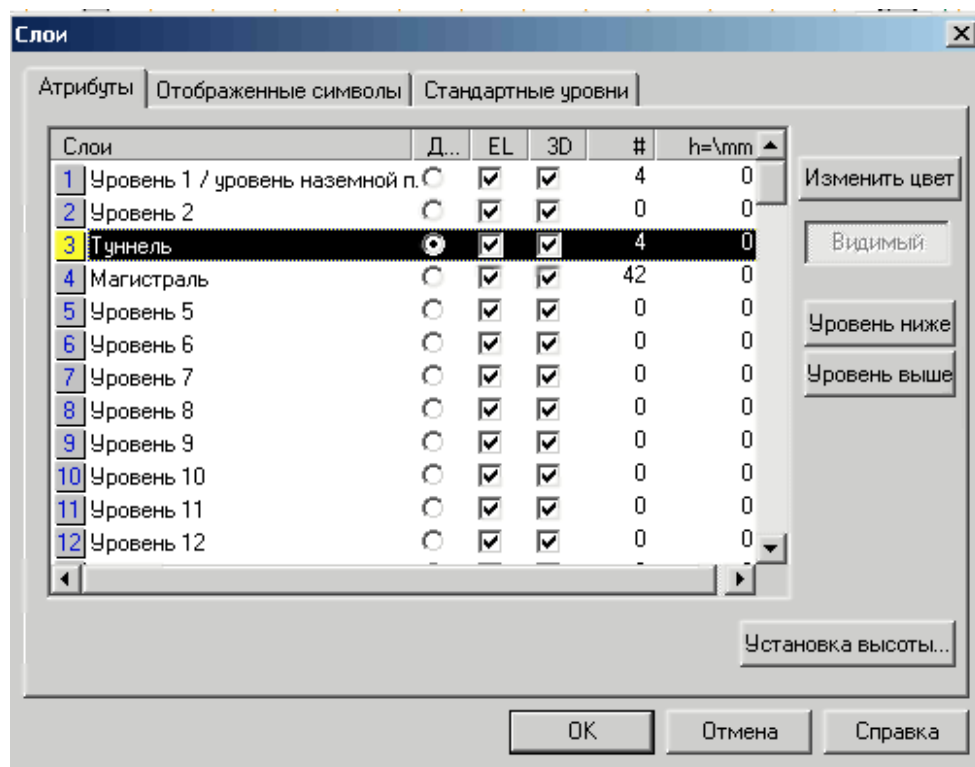 Слои
Атрибуты Отображенные символы Стандартные уровни
Слои Д... EL 3D # h=\mm
1 Уровень 1 / уровень наземной п. 4 0 Изменить цвет
2 Уровень 2 0 0
3 Туннель 4 0 Видимый
4 Магистраль 42 0
5 Уровень 5 0 0 Уровень ниже
6 Уровень 6 0 0
7 Уровень 7 0 0 Уровень выше
8 Уровень 8 0 0
9 Уровень 9 0 0
10 Уровень 10 0 0
11 Уровень 11 0 0
12 Уровень 12 0 0
Установка высоты...
OK Отмена Справка